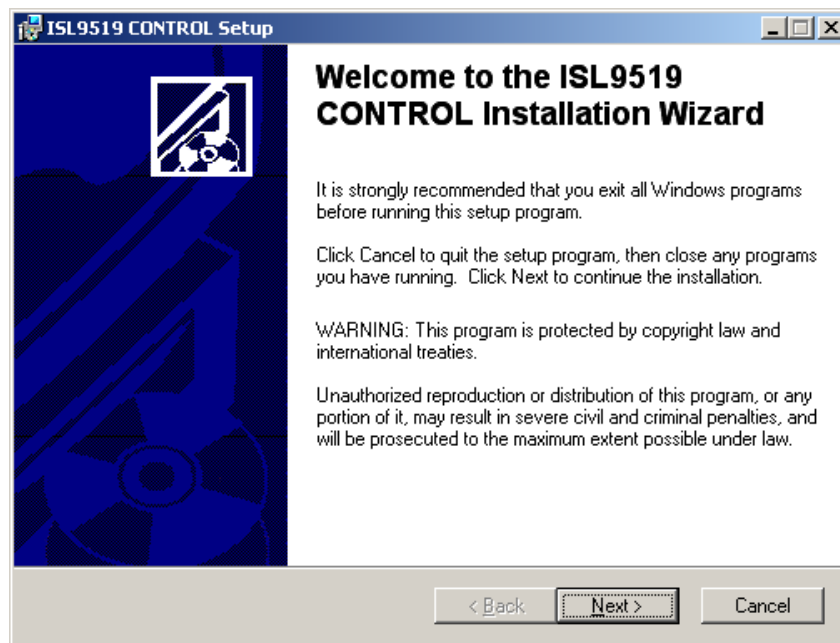 ISL9519 CONTROL Setup
Welcome to the ISL9519
CONTROL Installation Wizard
It is strongly recommended that you exit all Windows programs
before running this setup program.
Click Cancel to quit the setup program, then close any programs
you have running.  Click Next to continue the installation.
WARNING: This program is protected by copyright law and
international treaties.
Unauthorized reproduction or distribution of this program, or any
portion of it, may result in severe civil and criminal penalties, and
will be prosecuted to the maximum extent possible under law.
< Back Next > Cancel